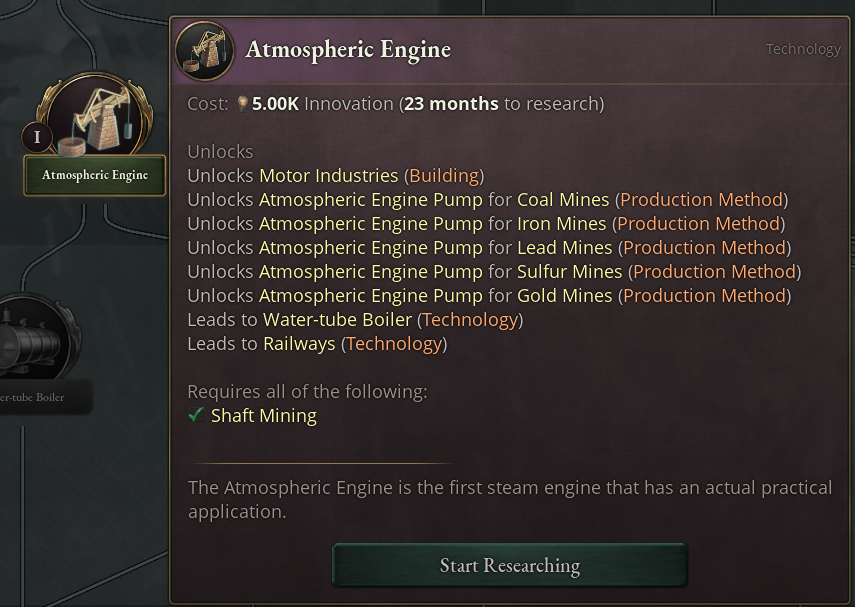 Atmospheric Engine
Technology
Cost: 5.00K Innovation (23 months to research)
I
Atmospheric Engine
Unlocks
Unlocks Motor Industries (Building)
Unlocks Atmospheric Engine Pump for Coal Mines (Production Method)
Unlocks Atmospheric Engine Pump for Iron Mines (Production Method)
Unlocks Atmospheric Engine Pump for Lead Mines (Production Method)
Unlocks Atmospheric Engine Pump for Sulfur Mines (Production Method)
Unlocks Atmospheric Engine Pump for Gold Mines (Production Method)
Leads to Water-tube Boiler (Technology)
Leads to Railways (Technology)
er-tube Boiler
Requires all of the following:
Shaft Mining
The Atmospheric Engine is the first steam engine that has an actual practical
application.
Start Researching